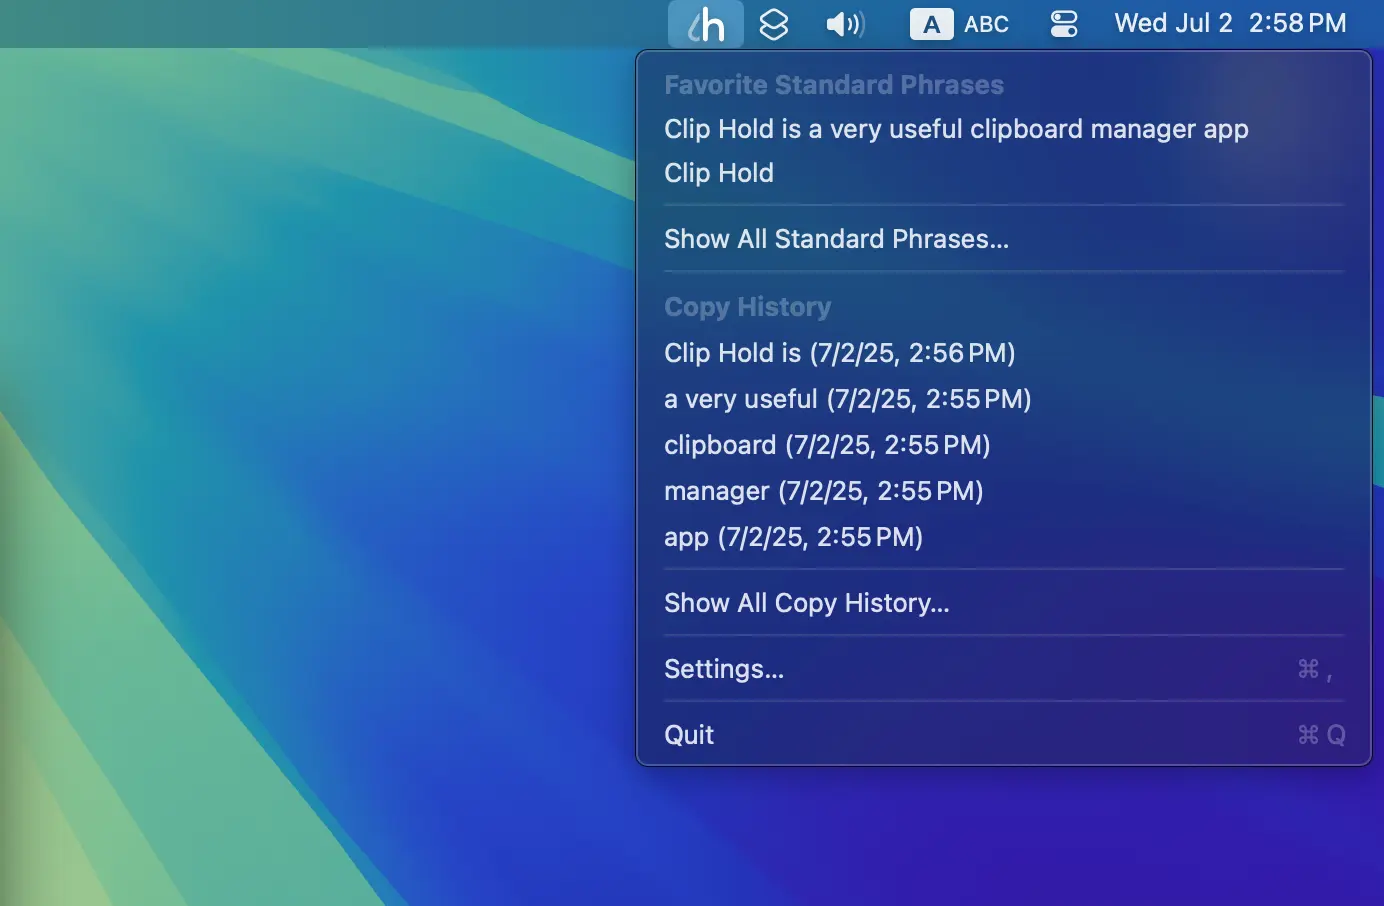 h
A ABC Wed Jul 2 2:58 PM
Favorite Standard Phrases
Clip Hold is a very useful clipboard manager app
Clip Hold
Show All Standard Phrases...
Copy History
Clip Hold is (7/2/25, 2:56 PM)
a very useful (7/2/25, 2:55 PM)
clipboard (7/2/25, 2:55 PM)
manager (7/2/25, 2:55 PM)
app (7/2/25, 2:55 PM)
Show All Copy History...
Settings... ⌘ ,
Quit ⌘ Q